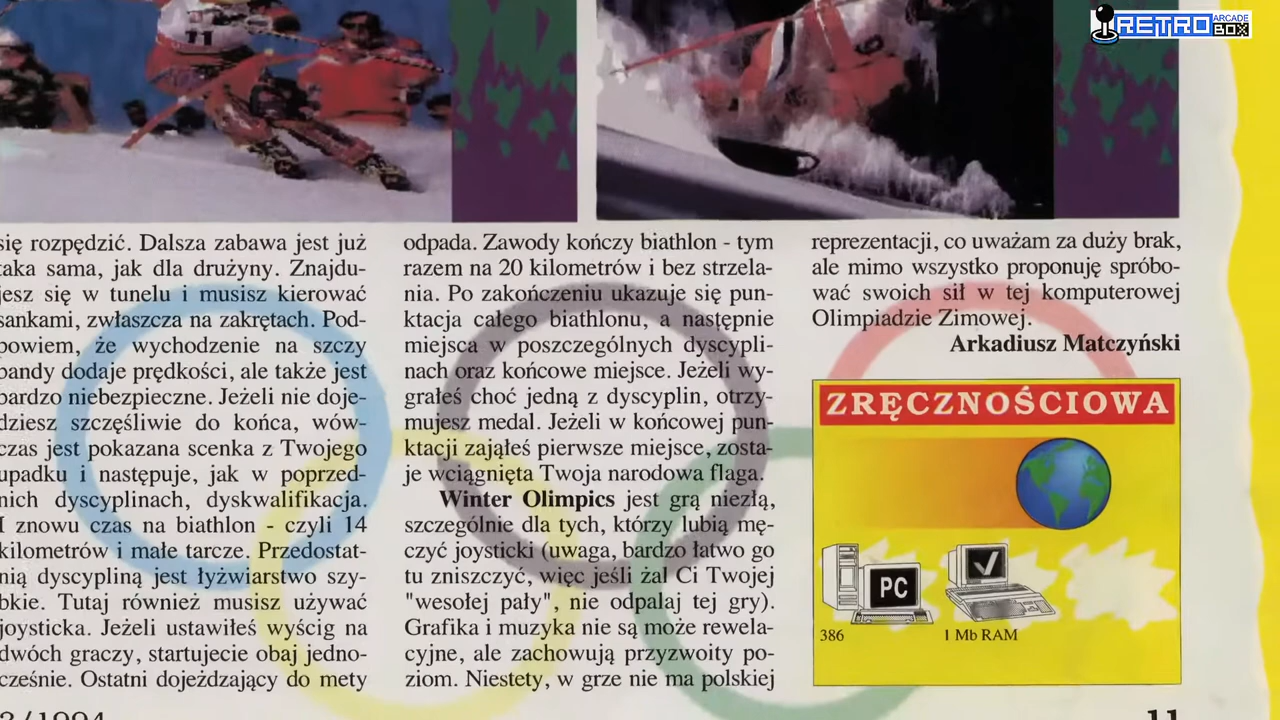 RETRO ARCADE BOX
11
się rozpędzić. Dalsza zabawa jest już
taka sama, jak dla drużyny. Znajdu-
jesz się w tunelu i musisz kierować
sankami, zwłaszcza na zakrętach. Pod-
powiem, że wychodzenie na szczy
bandy dodaje prędkości, ale także jest
bardzo niebezpieczne. Jeżeli nie doje-
dziesz szczęśliwie do końca, wów-
czas jest pokazana scenka z Twojego
upadku i następuje, jak w poprzed-
nich dyscyplinach, dyskwalifikacja.
I znowu czas na biathlon - czyli 14
kilometrów i małe tarcze. Przedostat-
nią dyscypliną jest łyżwiarstwo szy-
bkie. Tutaj również musisz używać
joysticka. Jeżeli ustawiłeś wyścig na
dwóch graczy, startujecie obaj jedno-
cześnie. Ostatni dojeżdzający do mety
odpada. Zawody kończy biathlon - tym
razem na 20 kilometrów i bez strzela-
nia. Po zakończeniu ukazuje się pun-
ktacja całego biathlonu, a następnie
miejsca w poszczególnych dyscypli-
nach oraz końcowe miejsce. Jeżeli wy-
grałeś choć jedną z dyscyplin, otrzy-
mujesz medal. Jeżeli w końcowej pun-
ktacji zająłeś pierwsze miejsce, zosta-
je wciągnięta Twoja narodowa flaga.
Winter Olimpics jest grą niezłą,
szczególnie dla tych, którzy lubią mę-
czyć joysticki (uwaga, bardzo łatwo go
tu zniszczyć, więc jeśli żal Ci Twojej
"wesołej pały", nie odpalaj tej gry).
Grafika i muzyka nie są może rewela-
cyjne, ale zachowują przyzwoity po-
ziom. Niestety, w grze nie ma polskiej
reprezentacji, co uważam za duży brak,
ale mimo wszystko proponuję spróbo-
wać swoich sił w tej komputerowej
Olimpiadzie Zimowej.
Arkadiusz Matczyński
ZRĘCZNOŚCIOWA
PC
386
1 Mb RAM
3/1994
11